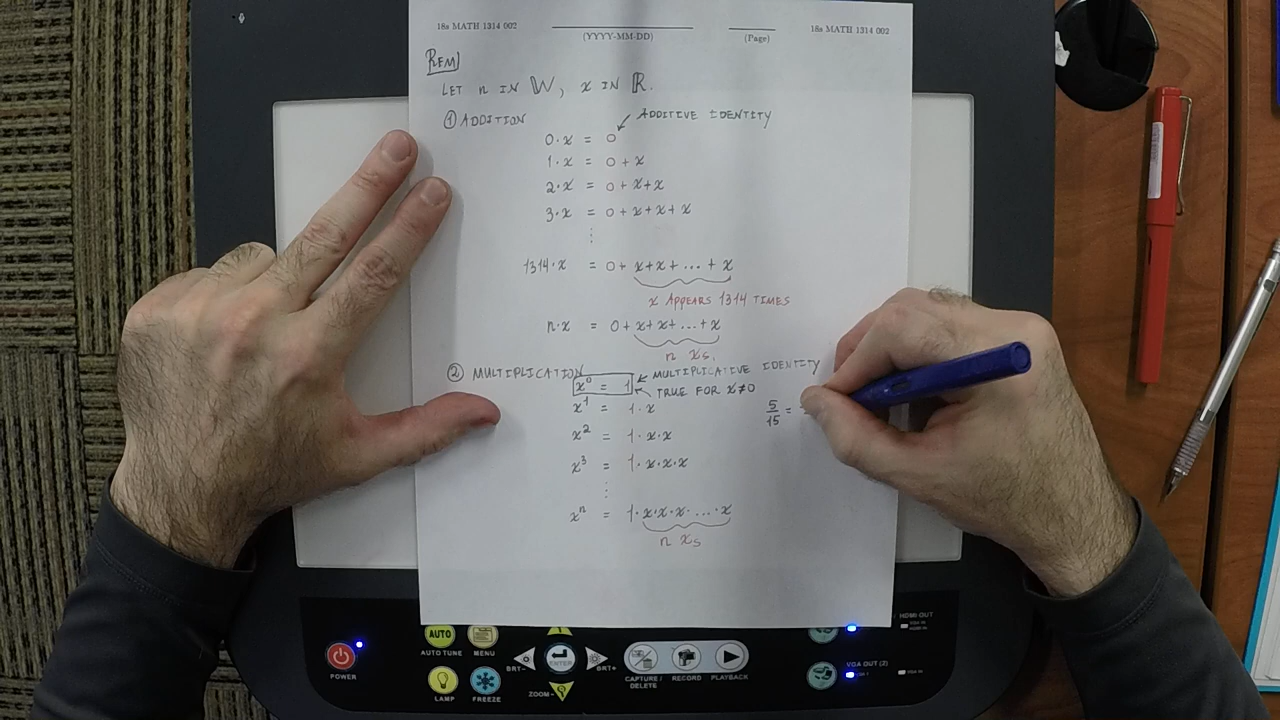 18s MATH 1314 002 (YYYY-MM-DD) (Page) 18s MATH 1314 002
REM
LET n IN 𝕎, x IN ℝ.
① ADDITION
ADDITIVE IDENTITY
0·x = 0
1·x = 0 + x
2·x = 0 + x + x
3·x = 0 + x + x + x
⋮
1314·x = 0 + x + x + ... + x
x APPEARS 1314 TIMES
n·x = 0 + x + x + ... + x
n xs.
② MULTIPLICATION
x⁰ = 1
MULTIPLICATIVE IDENTITY
TRUE FOR x≠0
x¹ = 1·x
5/15 =
x² = 1·x·x
x³ = 1·x·x·x
⋮
xⁿ = 1·x·x·x·...·x
n xs
POWER
AUTO
AUTO TUNE
MENU
LAMP
FREEZE
BRT-
ENTER
BRT+
ZOOM-
CAPTURE / DELETE
RECORD
PLAYBACK
HDMI OUT
VGA OUT (2)